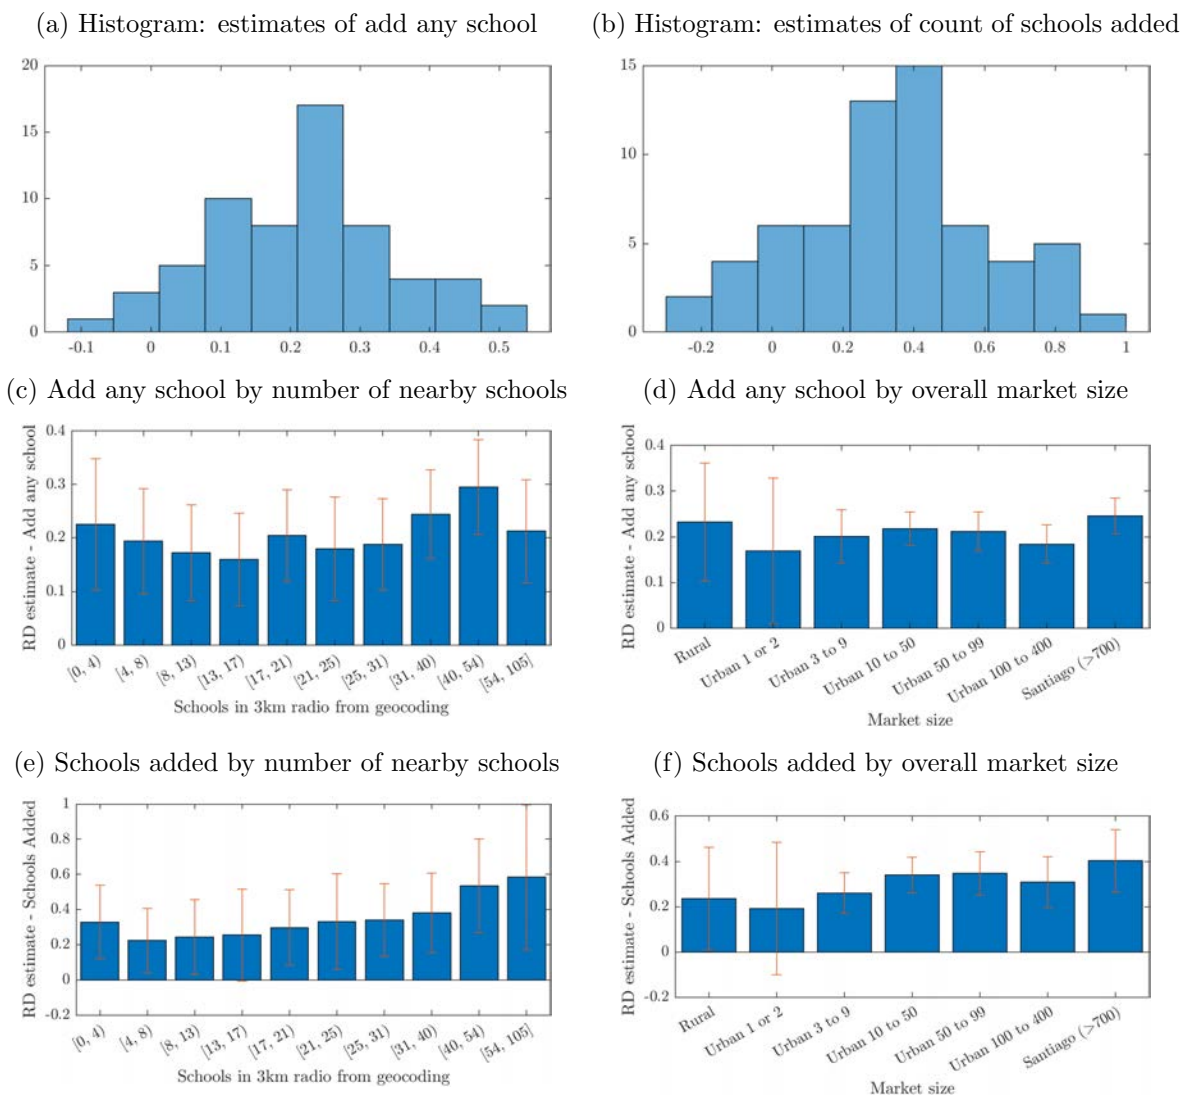 (a) Histogram: estimates of add any school
20
15
10
5
0
-0.1 0 0.1 0.2 0.3 0.4 0.5
(b) Histogram: estimates of count of schools added
15
10
5
0
-0.2 0 0.2 0.4 0.6 0.8 1
(c) Add any school by number of nearby schools
RD estimate - Add any school
0.4
0.3
0.2
0.1
0
[0, 4) [4, 8) [8, 13) [13, 17) [17, 21) [21, 25) [25, 31) [31, 40) [40, 54) [54, 105]
Schools in 3km radio from geocoding
(d) Add any school by overall market size
RD estimate - Add any school
0.4
0.3
0.2
0.1
0
Rural Urban 1 or 2 Urban 3 to 9 Urban 10 to 50 Urban 50 to 99 Urban 100 to 400 Santiago (>700)
Market size
(e) Schools added by number of nearby schools
RD estimate - Schools Added
1
0.8
0.6
0.4
0.2
0
-0.2
[0, 4) [4, 8) [8, 13) [13, 17) [17, 21) [21, 25) [25, 31) [31, 40) [40, 54) [54, 105]
Schools in 3km radio from geocoding
(f) Schools added by overall market size
RD estimate - Schools Added
0.6
0.4
0.2
0
-0.2
Rural Urban 1 or 2 Urban 3 to 9 Urban 10 to 50 Urban 50 to 99 Urban 100 to 400 Santiago (>700)
Market size